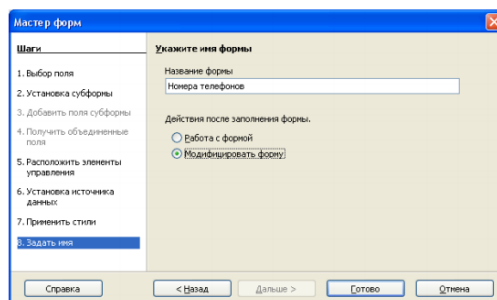 Мастер форм
Шаги
1. Выбор поля
2. Установка субформы
3. Добавить поля субформы
4. Получить объединенные
поля
5. Расположить элементы
управления
6. Установка источника
данных
7. Применить стили
8. Задать имя
Укажите имя формы
Название формы
Номера телефонов
Действия после заполнения формы.
Работа с формой
Модифицировать форму
Справка
< Назад
Дальше >
Готово
Отмена